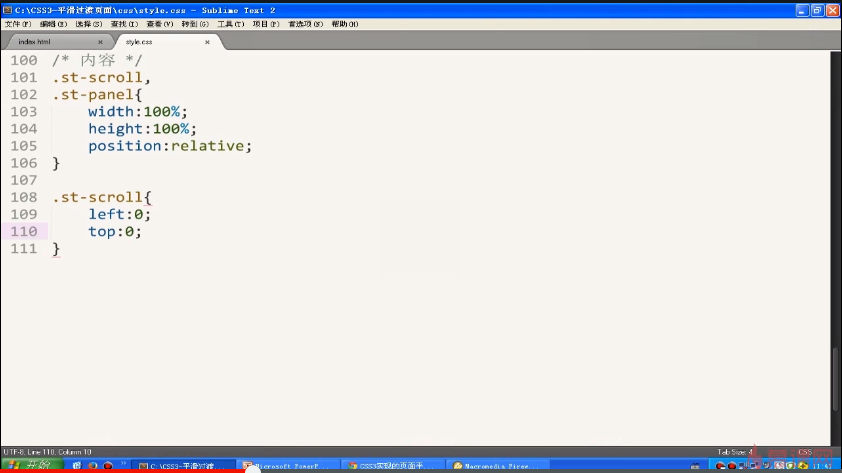 C:\CSS3—平滑过渡页面\css\style.css - Sublime Text 2
文件(F) 编辑(E) 选择(S) 查找(I) 查看(V) 转到(G) 工具(T) 项目(P) 首选项(N) 帮助(H)
index.html × style.css ×
100 /* 内容 */
101 .st-scroll,
102 .st-panel{
103 width:100%;
104 height:100%;
105 position:relative;
106 }
107
108 .st-scroll{
109 left:0;
110 top:0;
111 }
UTF-8, Line 110, Column 10 Tab Size: 4 CSS
开始 C:\CSS3—平滑过渡... Microsoft PowerP... CSS3实现的页面平... Macromedia Firew... 11:43